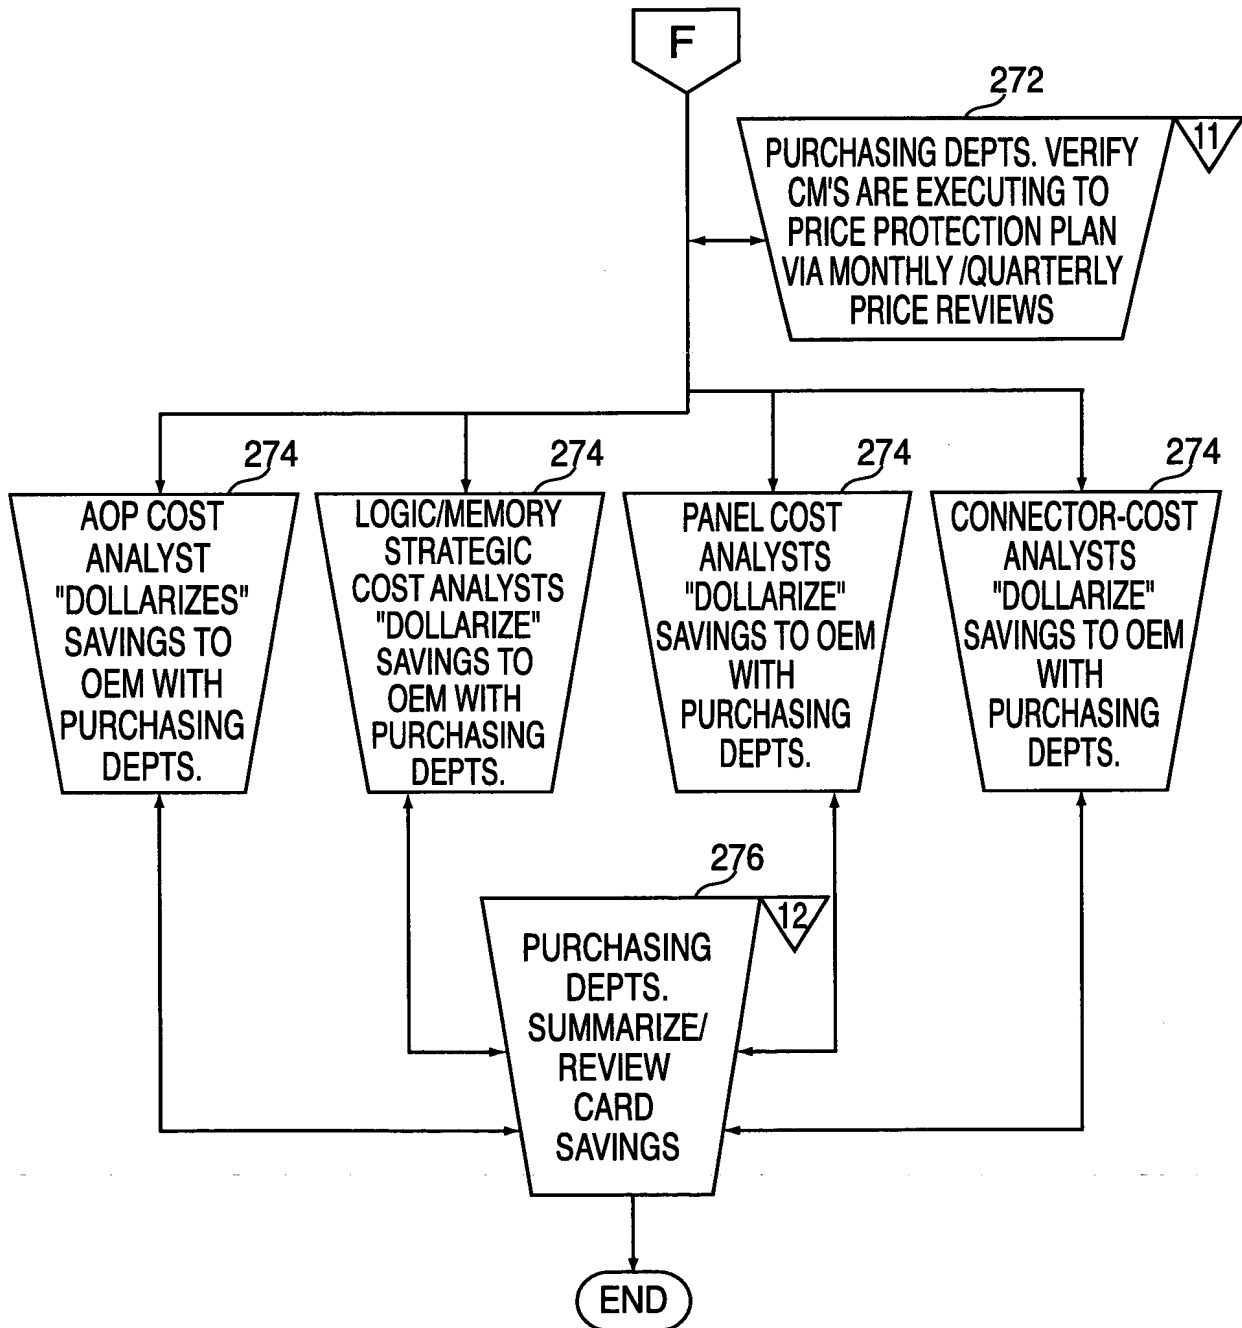 F
272
11
PURCHASING DEPTS. VERIFY
CM'S ARE EXECUTING TO
PRICE PROTECTION PLAN
VIA MONTHLY /QUARTERLY
PRICE REVIEWS
274
AOP COST
ANALYST
"DOLLARIZES"
SAVINGS TO
OEM WITH
PURCHASING
DEPTS.
274
LOGIC/MEMORY
STRATEGIC
COST ANALYSTS
"DOLLARIZE"
SAVINGS TO
OEM WITH
PURCHASING
DEPTS.
274
PANEL COST
ANALYSTS
"DOLLARIZE"
SAVINGS TO OEM
WITH
PURCHASING
DEPTS.
274
CONNECTOR-COST
ANALYSTS
"DOLLARIZE"
SAVINGS TO OEM
WITH
PURCHASING
DEPTS.
276
12
PURCHASING
DEPTS.
SUMMARIZE/
REVIEW
CARD
SAVINGS
END